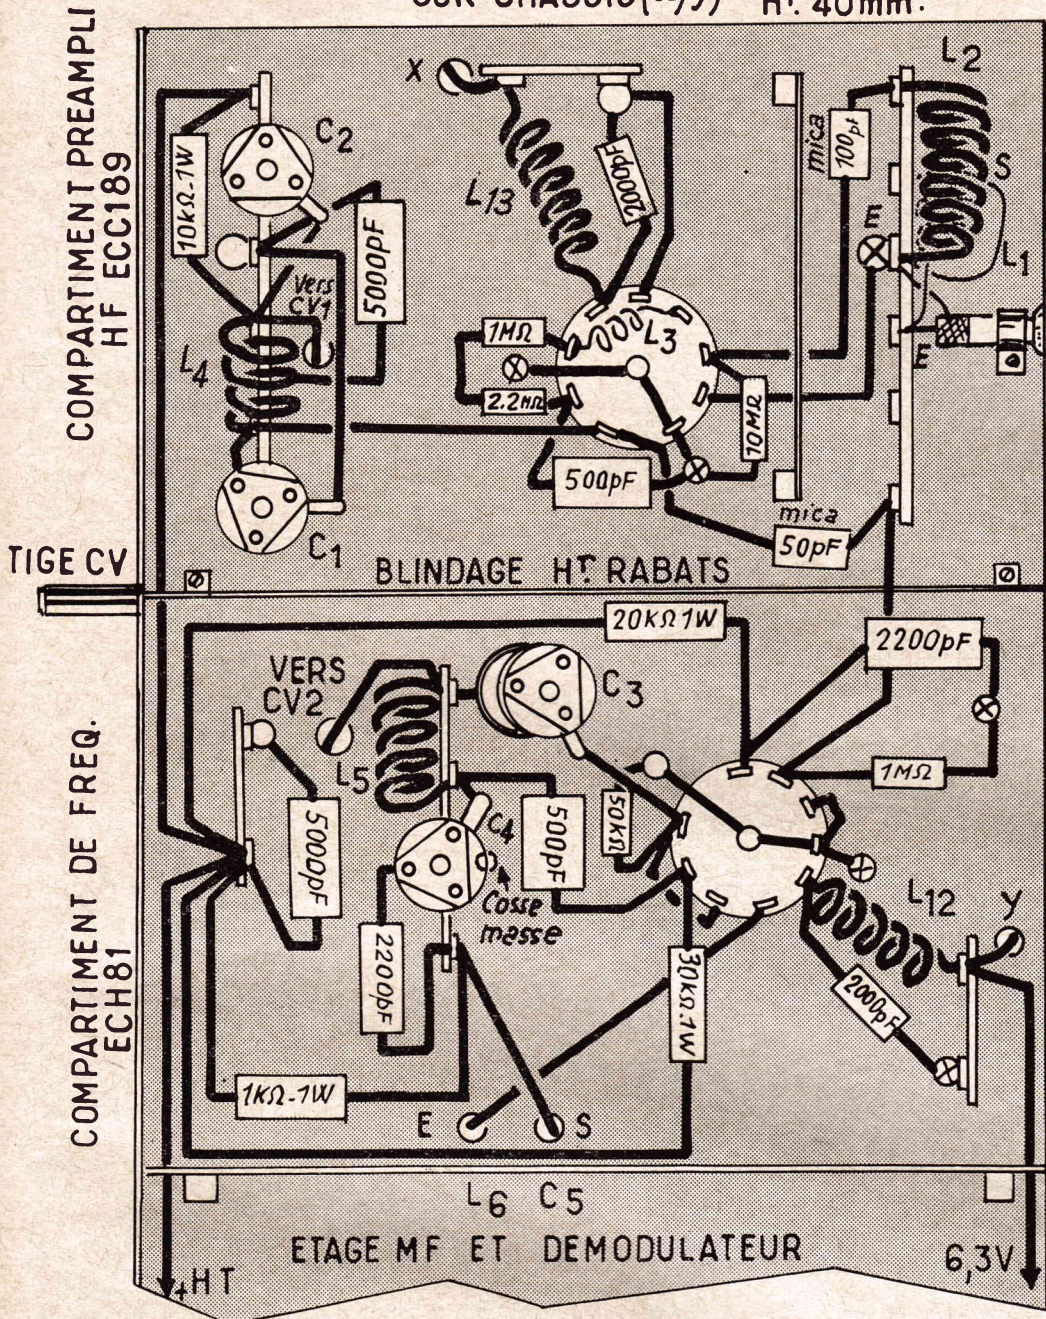 Ht. 40mm.
COMPARTIMENT PREAMPLI
HF ECC189
X
L2
C2
mica
100pf
10kΩ-1W
2000pF
L13
S
E
5000pF
Vers
CV1
L1
1MΩ
L3
E
L4
2.2MΩ
10MΩ
500pF
mica
50pF
C1
TIGE CV
BLINDAGE HT. RABATS
20KΩ 1W
2200pF
VERS
CV2
C3
L5
1MΩ
50kΩ
5000pF
500pF
C4
Cosse
masse
L12
Y
COMPARTIMENT DE FREQ.
ECH81
2200pF
30KΩ.1W
2000pF
1KΩ-1W
E
S
L6 C5
ETAGE MF ET DEMODULATEUR
+HT
6,3V